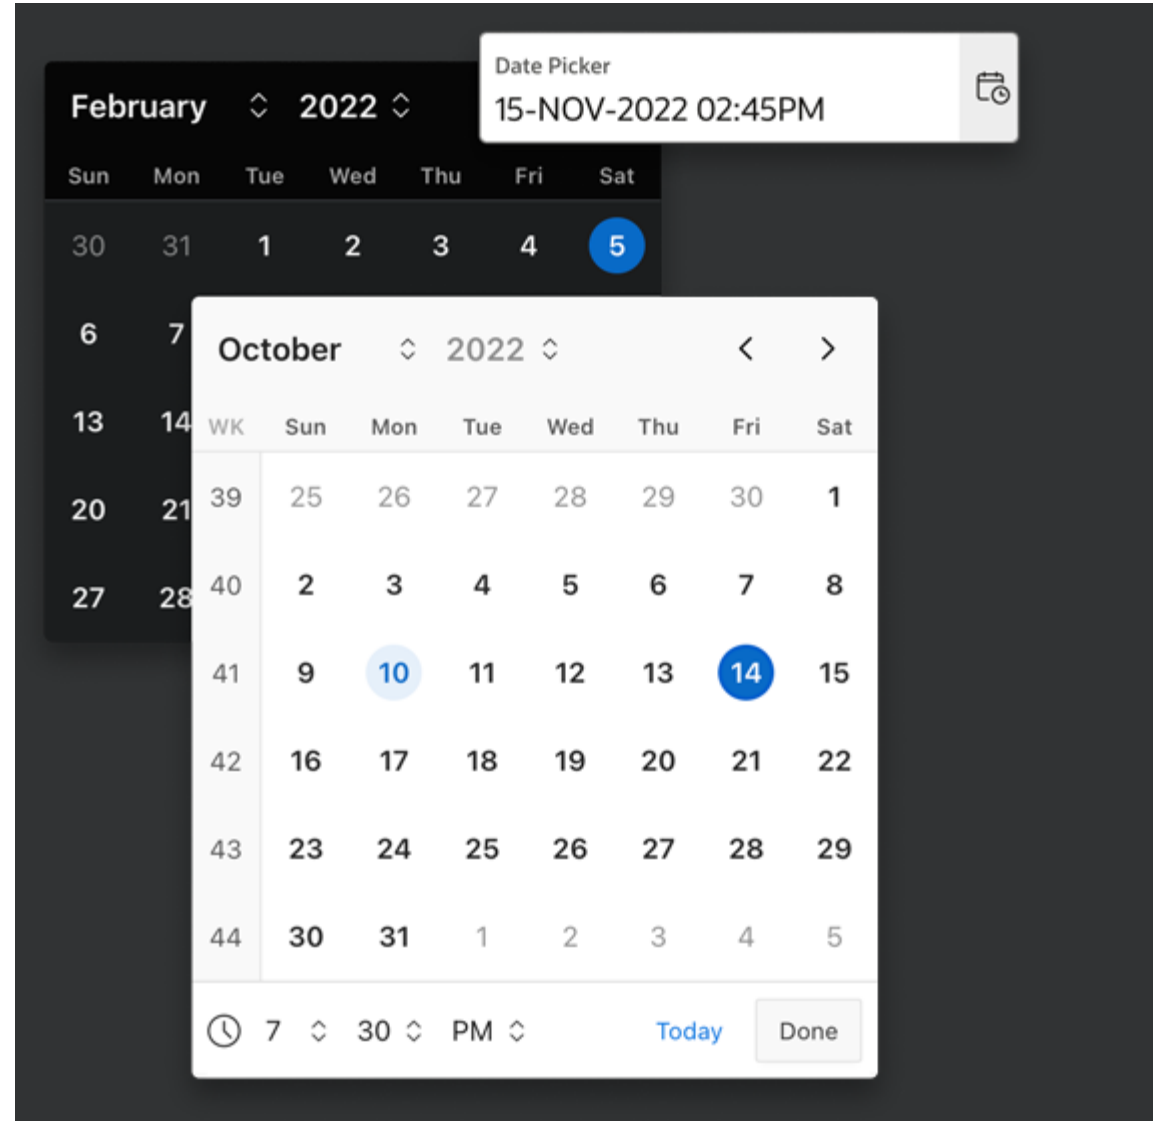 Date Picker
15-NOV-2022 02:45PM
February 2022
Sun Mon Tue Wed Thu Fri Sat
30 31 1 2 3 4 5
6 7
13 14
20 21
27 28
October 2022
WK Sun Mon Tue Wed Thu Fri Sat
39 25 26 27 28 29 30 1
40 2 3 4 5 6 7 8
41 9 10 11 12 13 14 15
42 16 17 18 19 20 21 22
43 23 24 25 26 27 28 29
44 30 31 1 2 3 4 5
7 30 PM Today Done